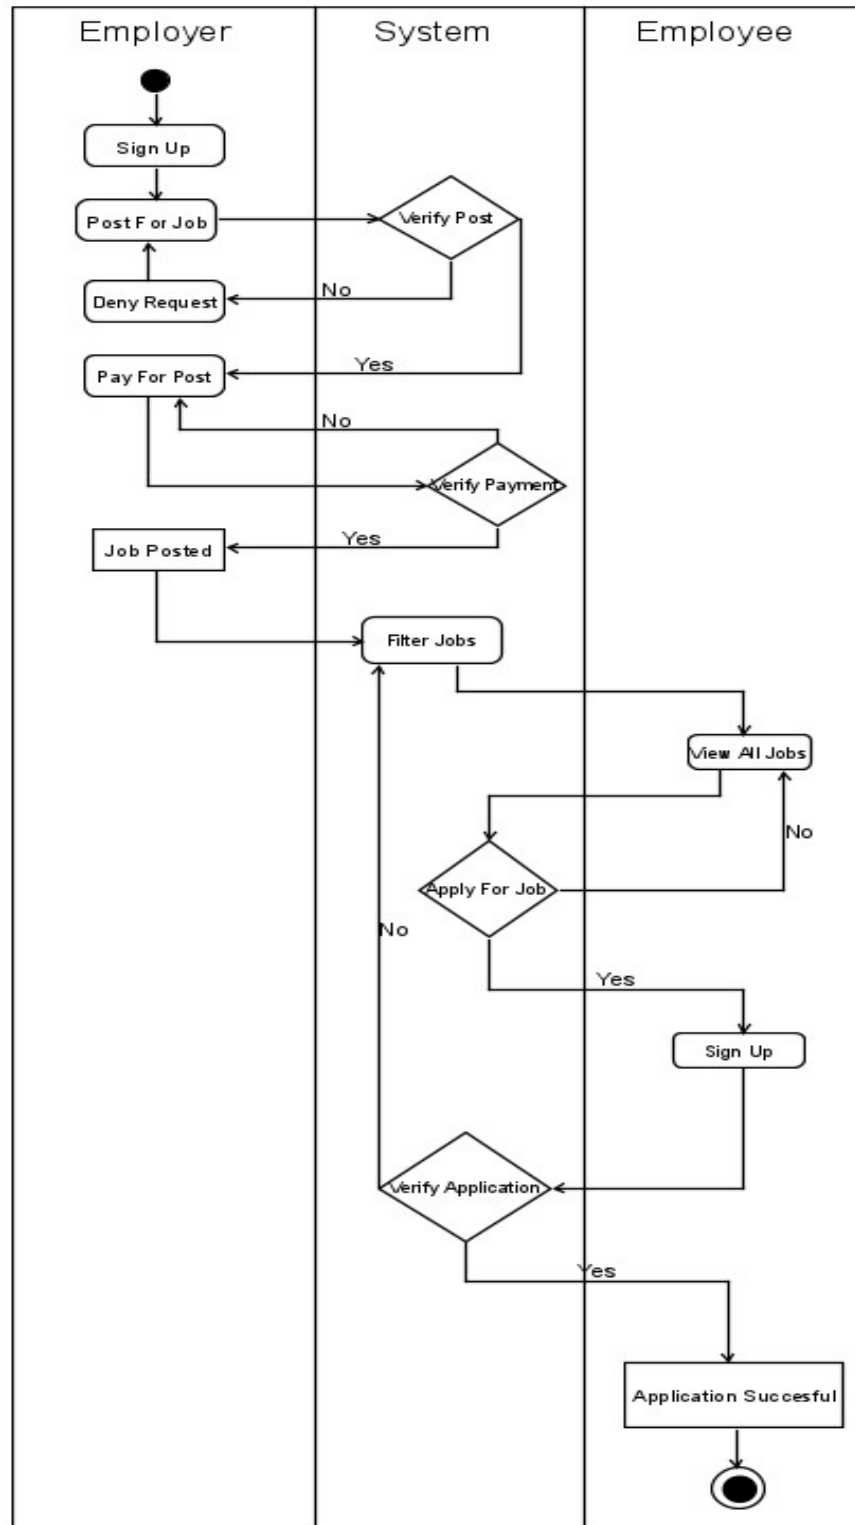 Employer
System
Employee
Sign Up
Post For Job
Verify Post
Deny Request
No
Pay For Post
Yes
No
Verify Payment
Job Posted
Yes
Filter Jobs
View All Jobs
No
Apply For Job
No
Yes
Sign Up
Verify Application
Yes
Application Succesful